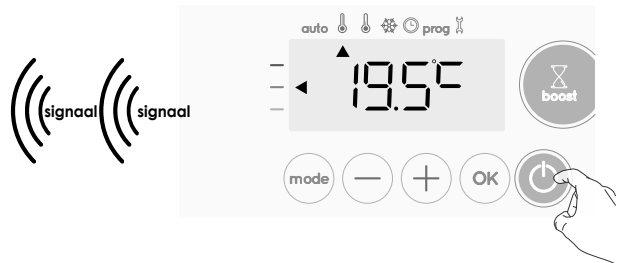 auto prog
19.5°C
boost
signaal signaal
mode − + OK